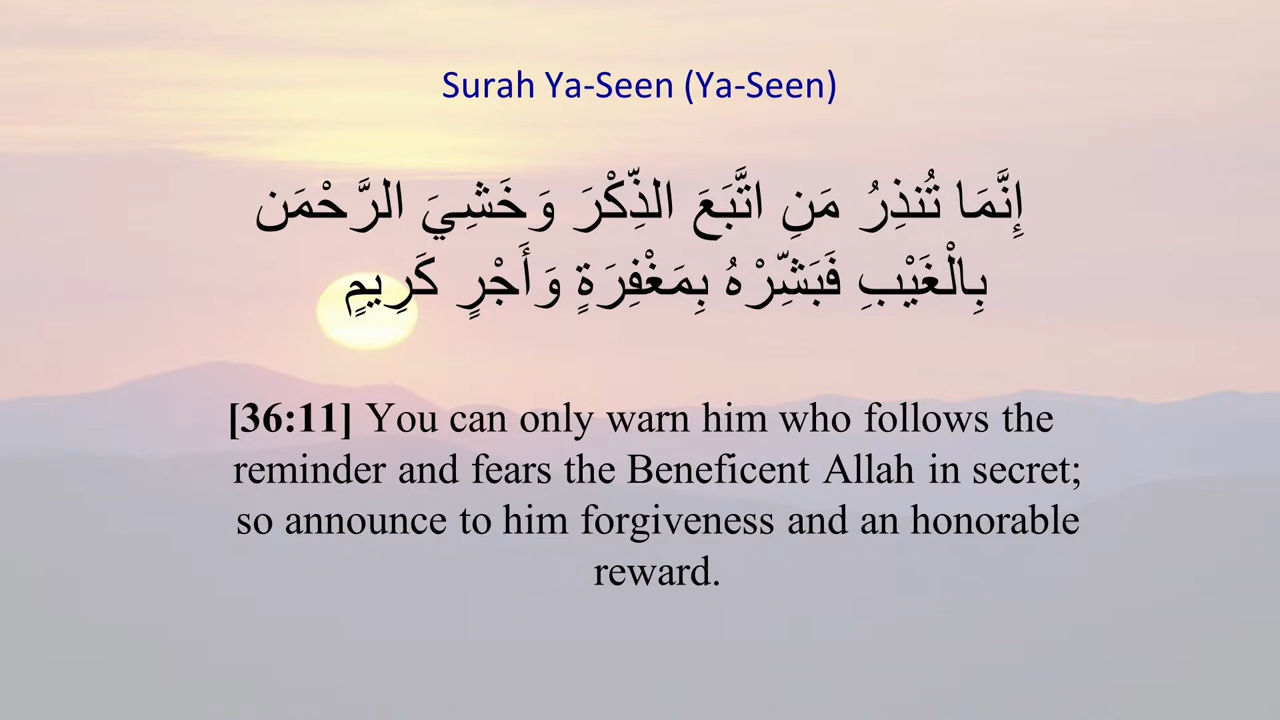 Surah Ya-Seen (Ya-Seen)
إِنَّمَا تُنذِرُ مَنِ اتَّبَعَ الذِّكْرَ وَخَشِيَ الرَّحْمَن
بِالْغَيْبِ فَبَشِّرْهُ بِمَغْفِرَةٍ وَأَجْرٍ كَرِيمٍ
[36:11] You can only warn him who follows the
reminder and fears the Beneficent Allah in secret;
so announce to him forgiveness and an honorable
reward.